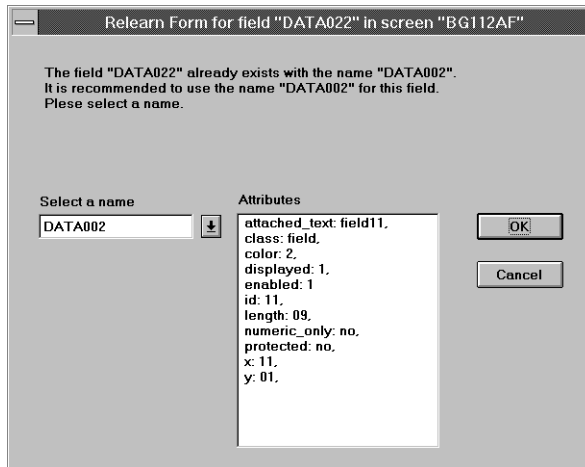 Relearn Form for field "DATA022" in screen "BG112AF"
The field "DATA022" already exists with the name "DATA002".
It is recommended to use the name "DATA002" for this field.
Plese select a name.
Select a name
DATA002
Attributes
attached_text: field11,
class: field,
color: 2,
displayed: 1,
enabled: 1
id: 11,
length: 09,
numeric_only: no,
protected: no,
x: 11,
y: 01,
OK
Cancel